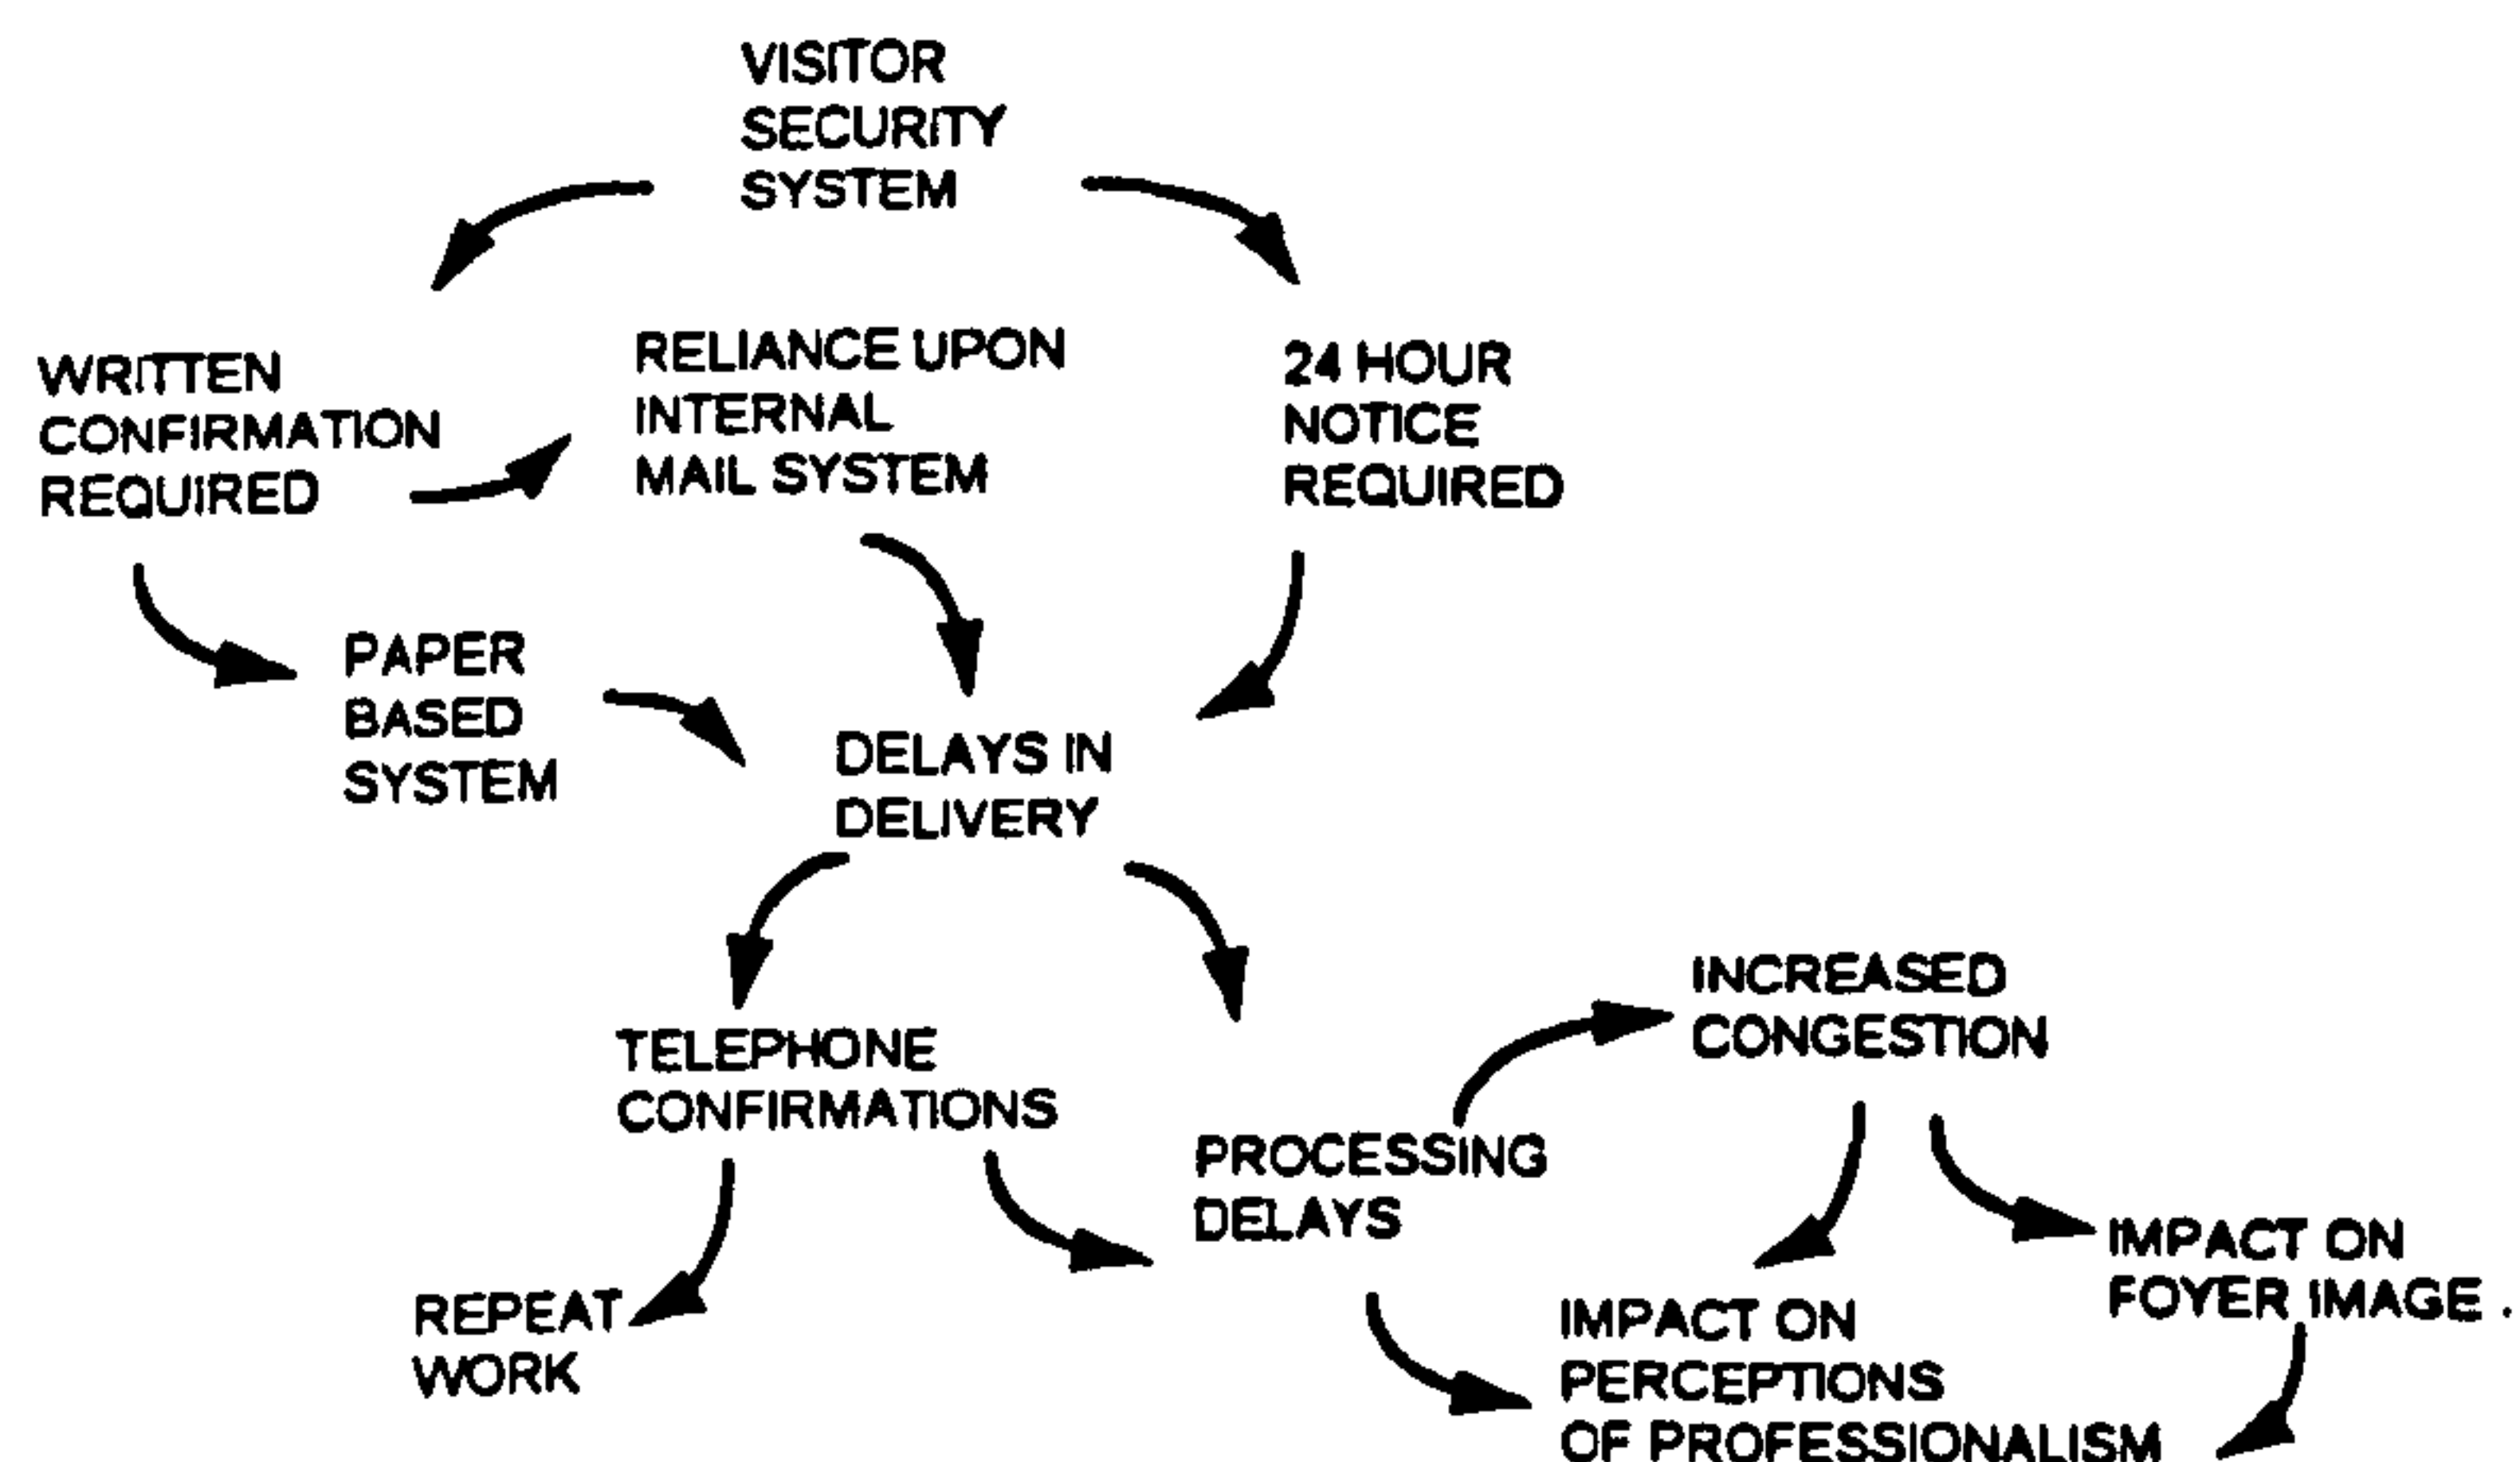 VISITOR
SECURITY
SYSTEM
WRITTEN
CONFIRMATION
REQUIRED
RELIANCE UPON
INTERNAL
MAIL SYSTEM
24 HOUR
NOTICE
REQUIRED
PAPER
BASED
SYSTEM
DELAYS IN
DELIVERY
TELEPHONE
CONFIRMATIONS
INCREASED
CONGESTION
PROCESSING
DELAYS
REPEAT
WORK
IMPACT ON
FOYER IMAGE .
IMPACT ON
PERCEPTIONS
OF PROFESSIONALISM